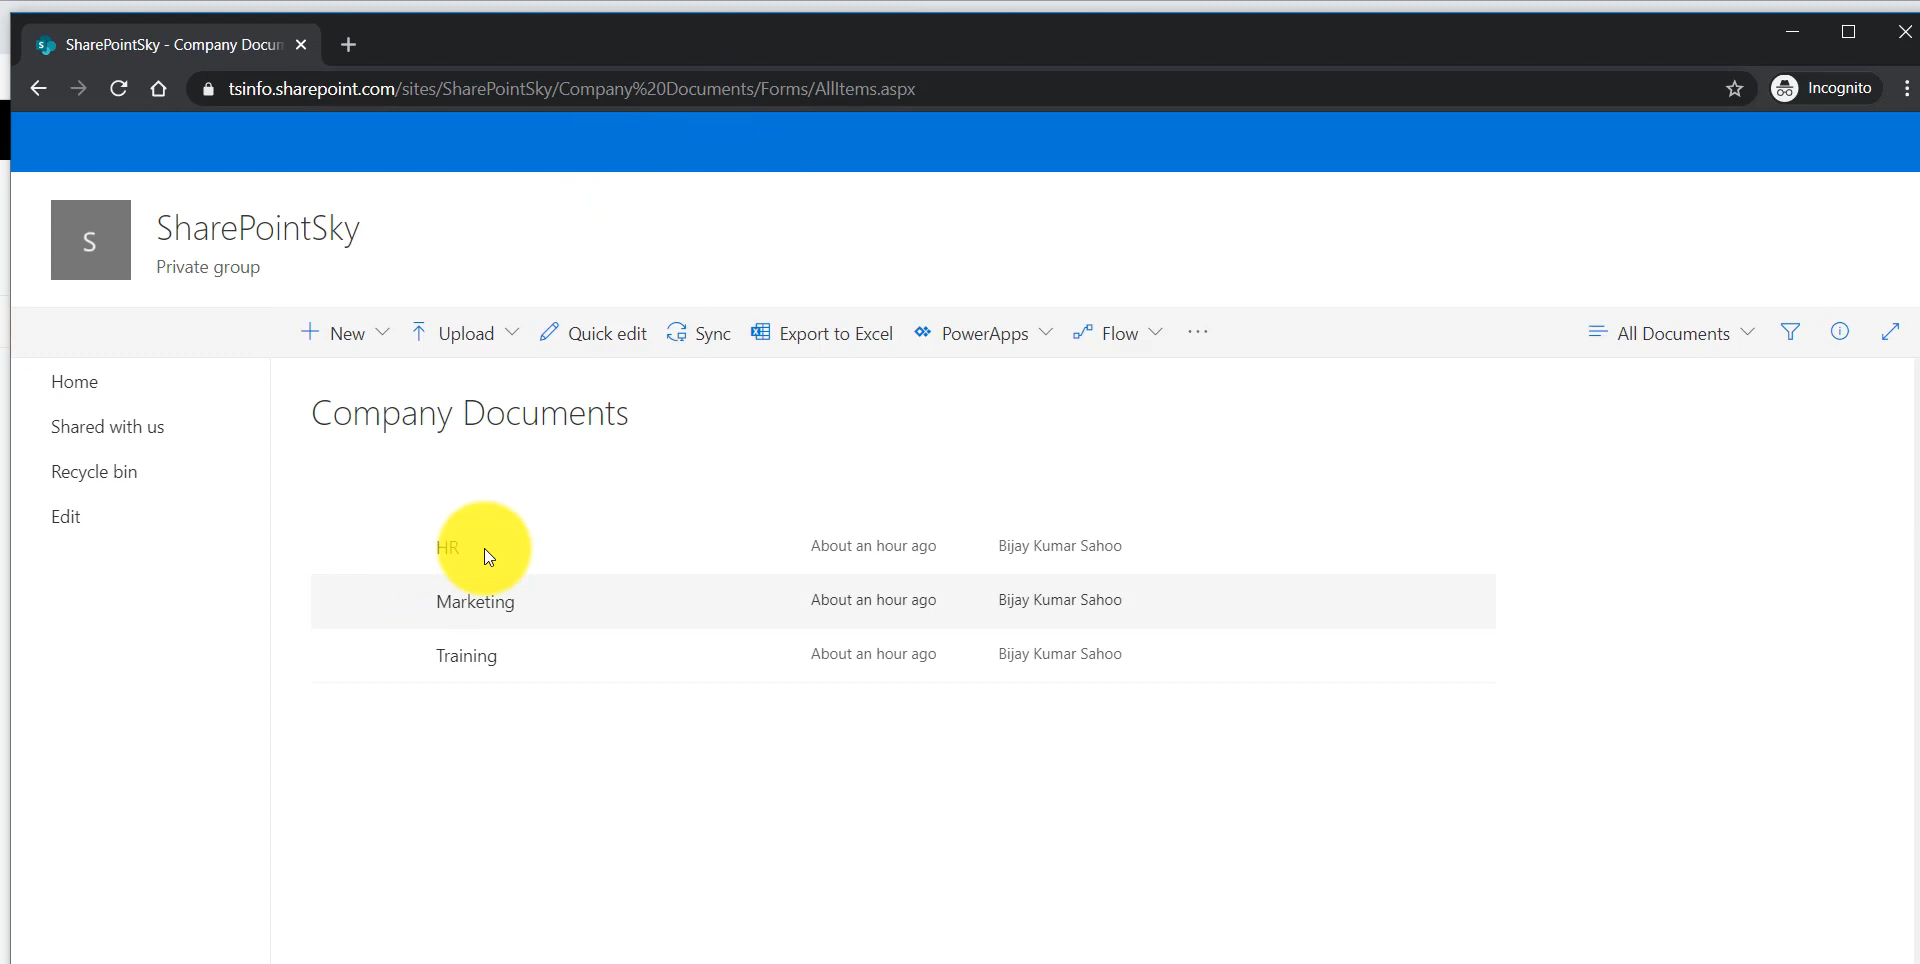 SharePointSky - Company Docum
tsinfo.sharepoint.com/sites/SharePointSky/Company%20Documents/Forms/AllItems.aspx
Incognito
S
SharePointSky
Private group
New
Upload
Quick edit
Sync
Export to Excel
PowerApps
Flow
All Documents
Home
Shared with us
Recycle bin
Edit
Company Documents
HR About an hour ago Bijay Kumar Sahoo
Marketing About an hour ago Bijay Kumar Sahoo
Training About an hour ago Bijay Kumar Sahoo